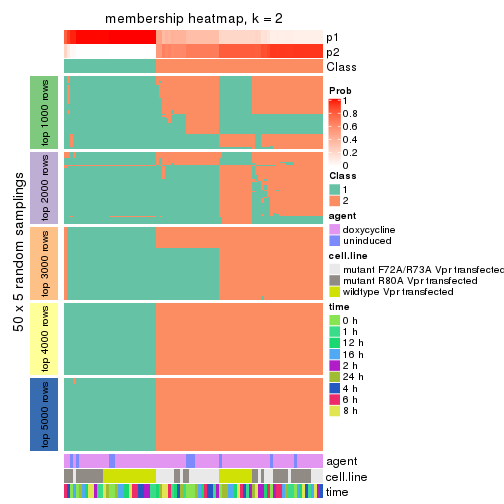 membership heatmap, k = 2
p1
p2
Class
50 x 5 random samplings
top 1000 rows
top 2000 rows
top 3000 rows
top 4000 rows
top 5000 rows
agent
cell.line
time
Prob
1
0.8
0.6
0.4
0.2
0
Class
1
2
agent
doxycycline
uninduced
cell.line
mutant F72A/R73A Vpr transfected
mutant R80A Vpr transfected
wildtype Vpr transfected
time
0 h
1 h
12 h
16 h
2 h
24 h
4 h
6 h
8 h